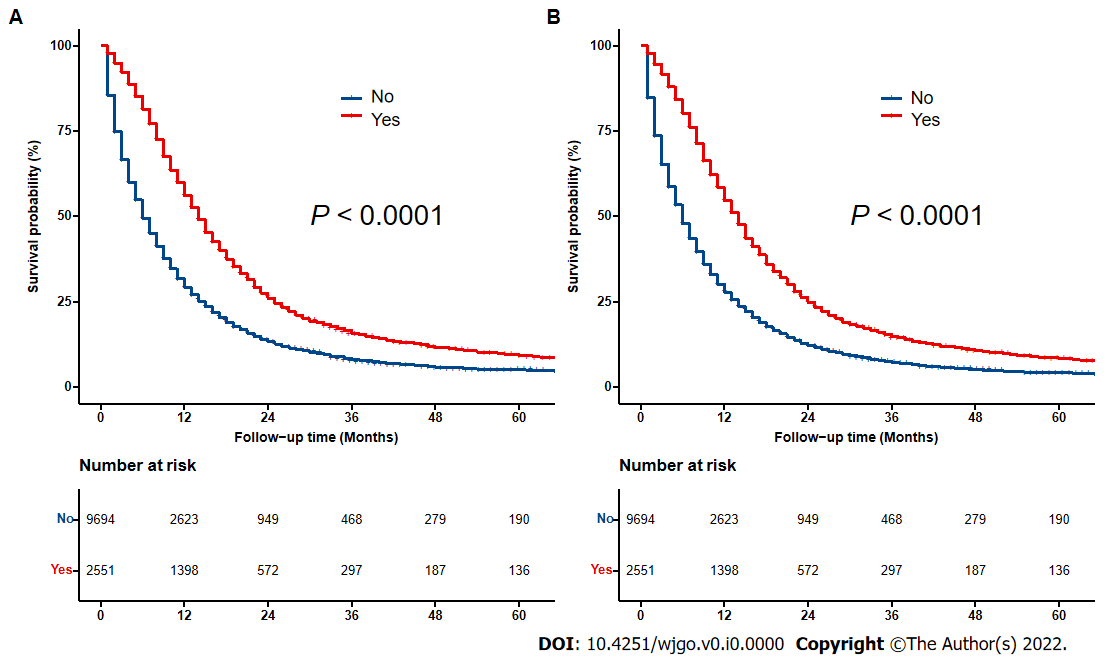 A
Survival probability (%)
100
75
50
25
0
No
Yes
P < 0.0001
0 12 24 36 48 60
Follow-up time (Months)
Number at risk
No 9694 2623 949 468 279 190
Yes 2551 1398 572 297 187 136
0 12 24 36 48 60
B
Survival probability (%)
100
75
50
25
0
No
Yes
P < 0.0001
0 12 24 36 48 60
Follow-up time (Months)
Number at risk
No 9694 2623 949 468 279 190
Yes 2551 1398 572 297 187 136
0 12 24 36 48 60
DOI: 10.4251/wjgo.v0.i0.0000 Copyright ©The Author(s) 2022.